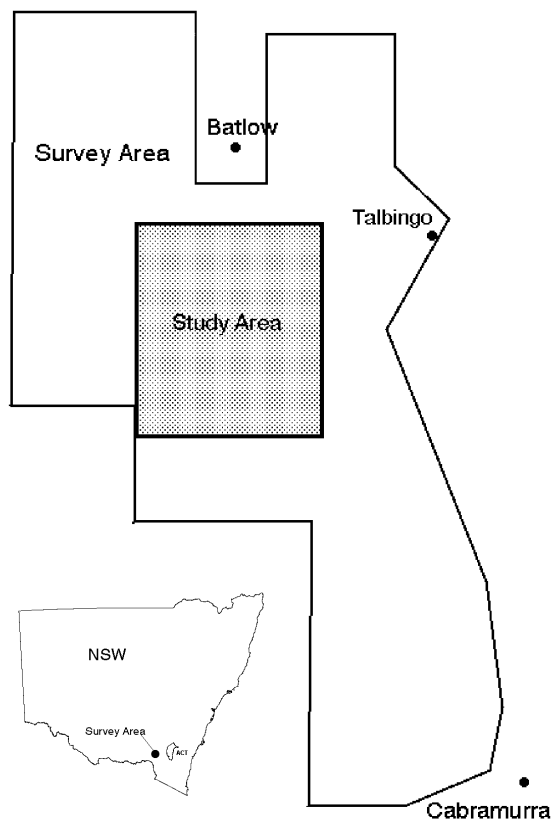 Batlow
Survey Area
Talbingo
Study Area
NSW
Survey Area
ACT
Cabramurra